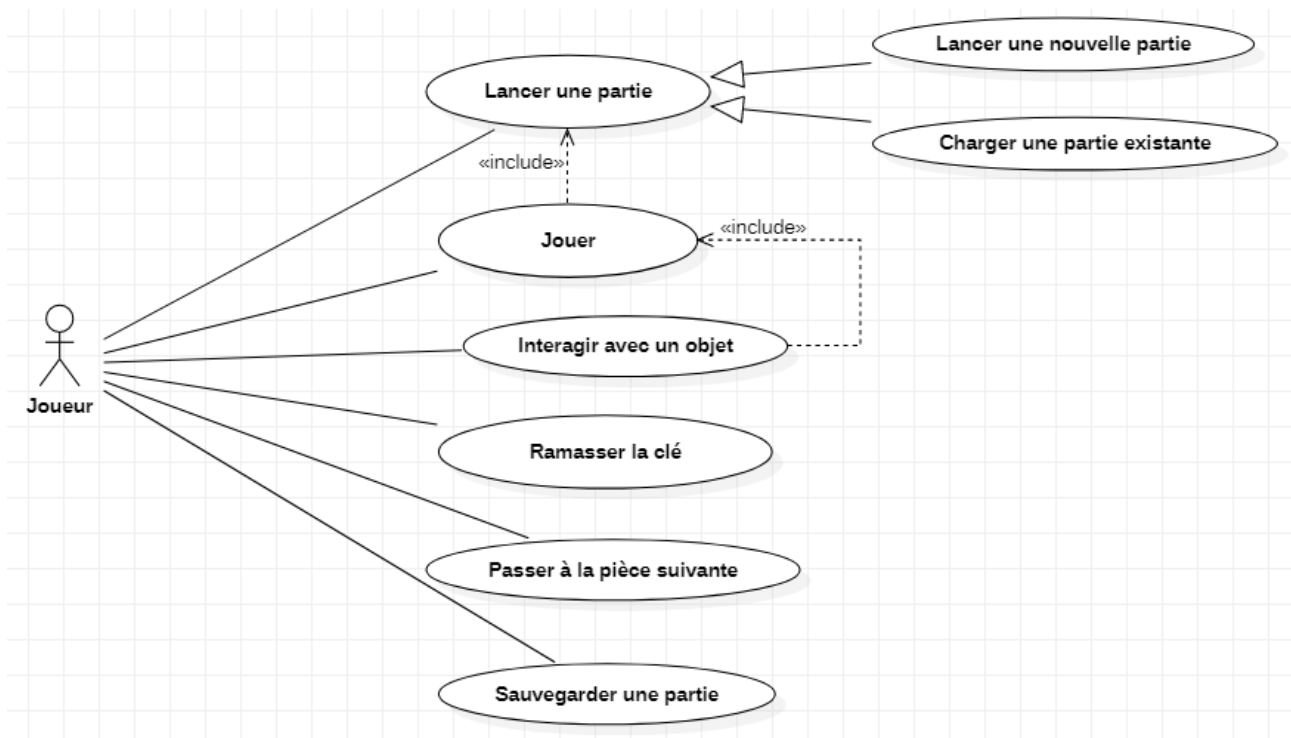 Lancer une nouvelle partie
Lancer une partie
Charger une partie existante
«include»
Jouer
«include»
Interagir avec un objet
Joueur
Ramasser la clé
Passer à la pièce suivante
Sauvegarder une partie